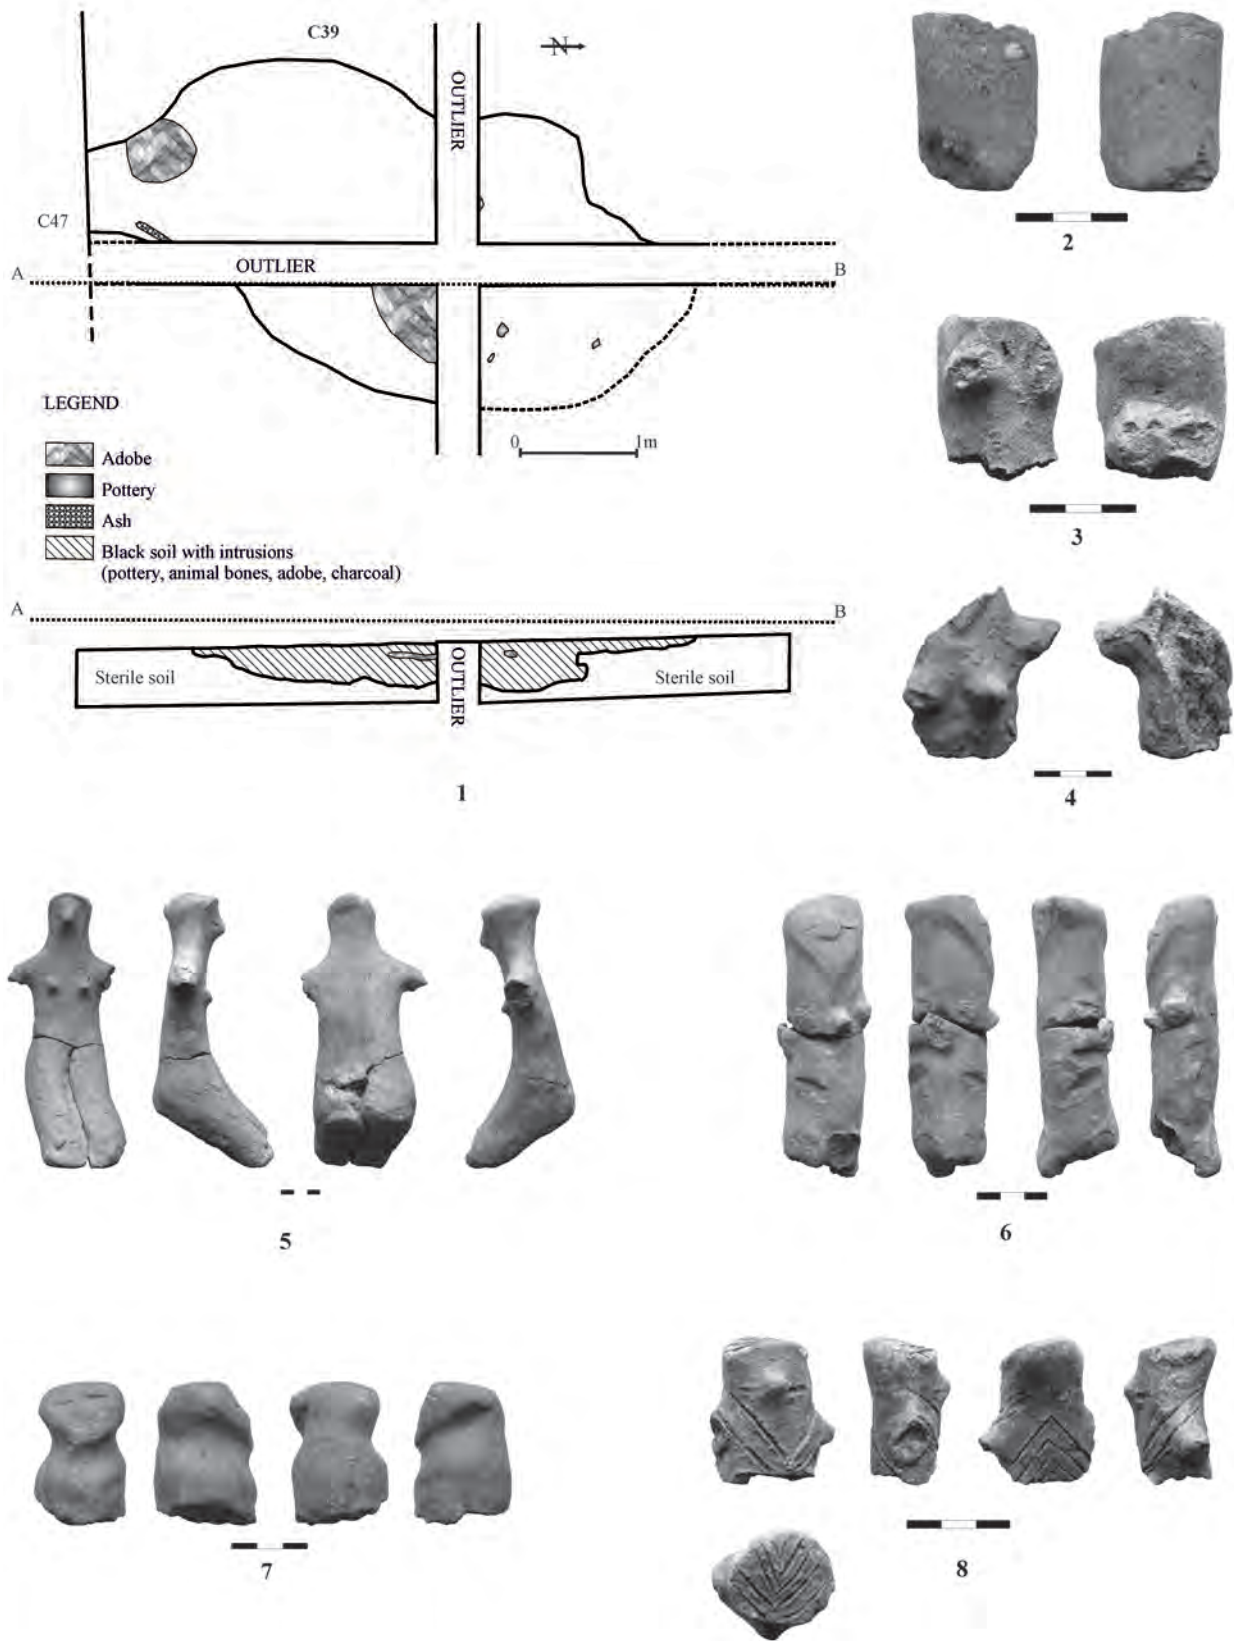 C39
N
OUTLIER
2
C47
OUTLIER
A
B
3
LEGEND
0
1m
Adobe
Pottery
Ash
Black soil with intrusions
(pottery, animal bones, adobe, charcoal)
A
B
Sterile soil
OUTLIER
Sterile soil
1
4
5
6
7
8